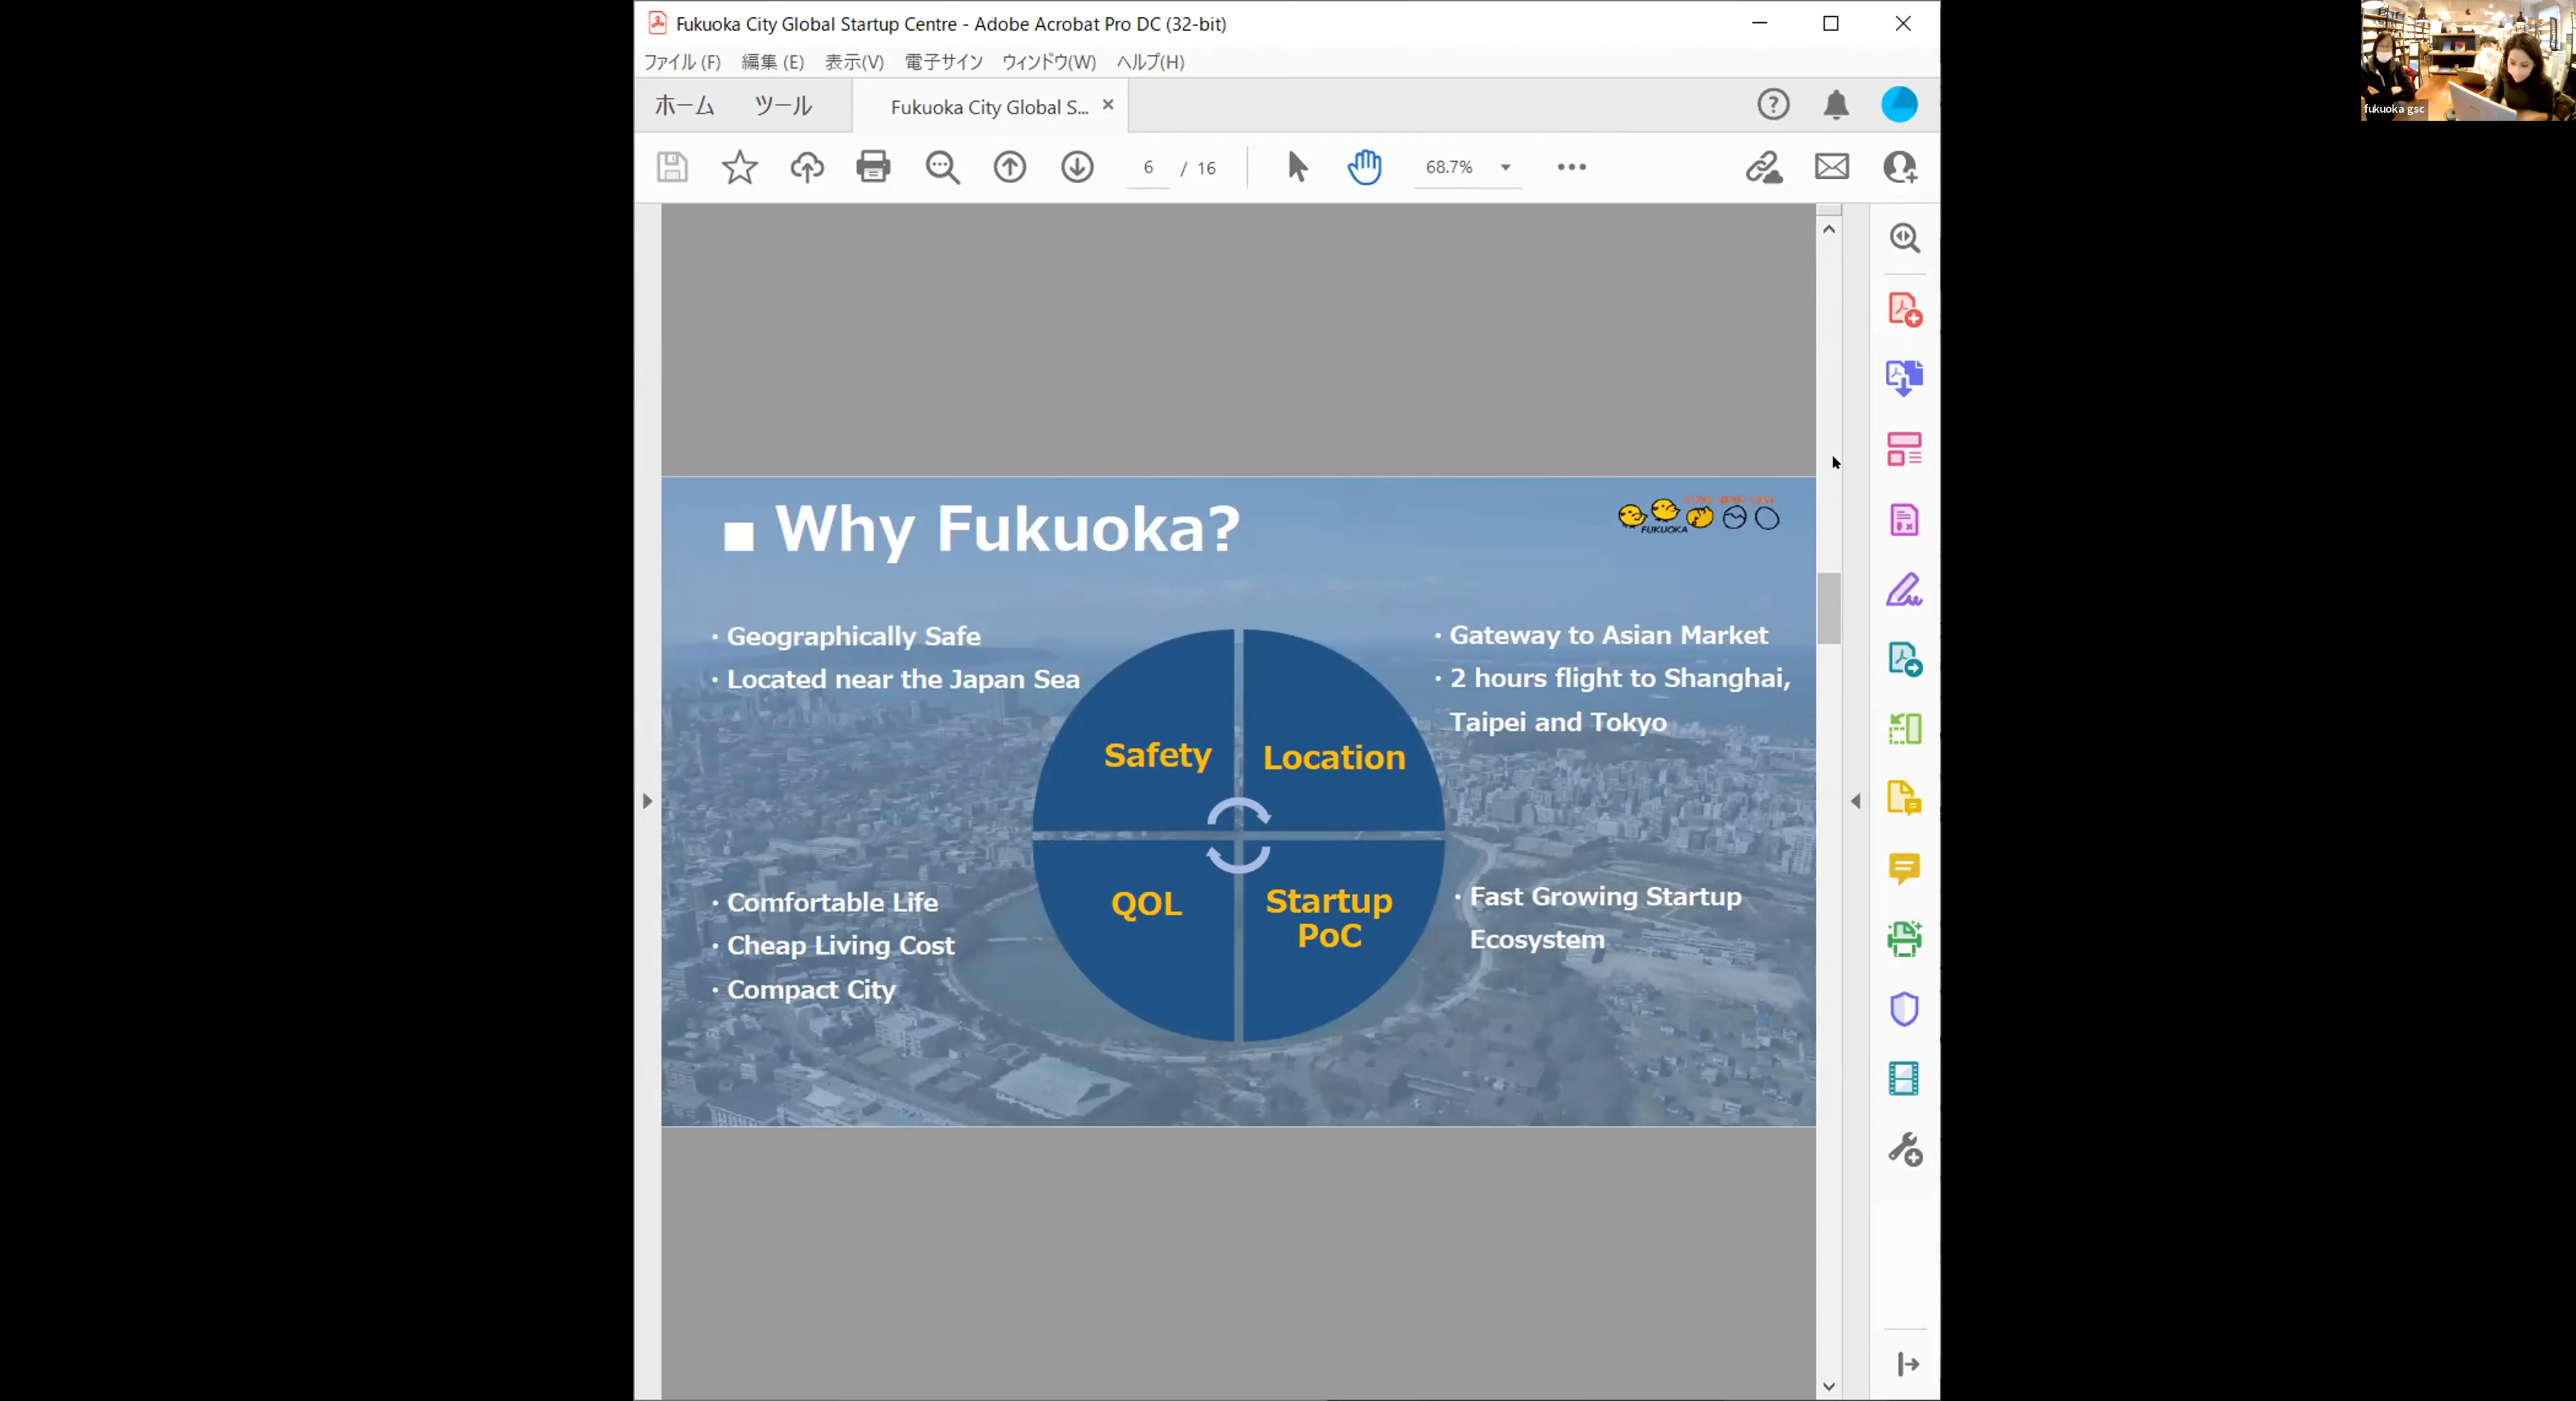 Fukuoka City Global Startup Centre - Adobe Acrobat Pro DC (32-bit)
ファイル (F) 編集 (E) 表示(V) 電子サイン ウィンドウ(W) ヘルプ(H)
ホーム ツール Fukuoka City Global S...
6 / 16 68.7%
fukuoka gsc
■ Why Fukuoka?
FUKUOKA
・Geographically Safe
・Located near the Japan Sea
・Gateway to Asian Market
・2 hours flight to Shanghai,
Taipei and Tokyo
Safety
Location
QOL
Startup
PoC
・Comfortable Life
・Cheap Living Cost
・Compact City
・Fast Growing Startup
Ecosystem